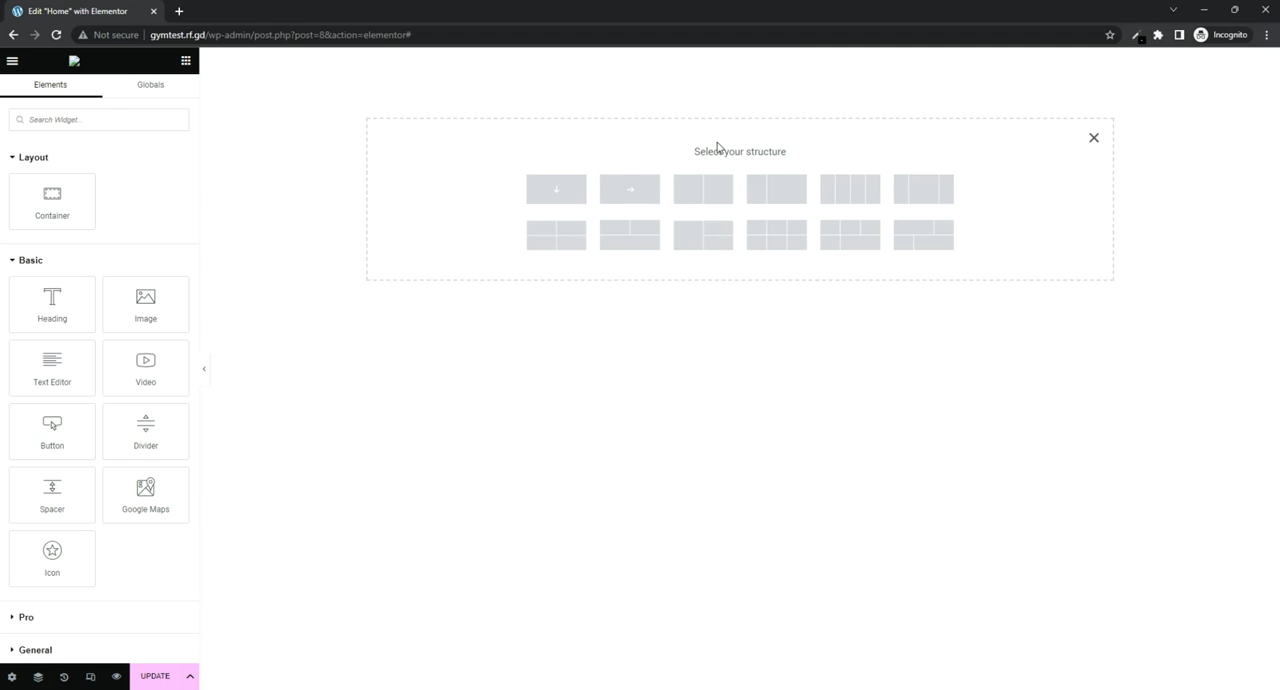 Edit "Home" with Elementor
Not secure gymtest.rf.gd/wp-admin/post.php?post=8&action=elementor#
Incognito
Elements Globals
Search Widget...
Layout
Container
Basic
Heading Image
Text Editor Video
Button Divider
Spacer Google Maps
Icon
Pro
General
UPDATE
Select your structure